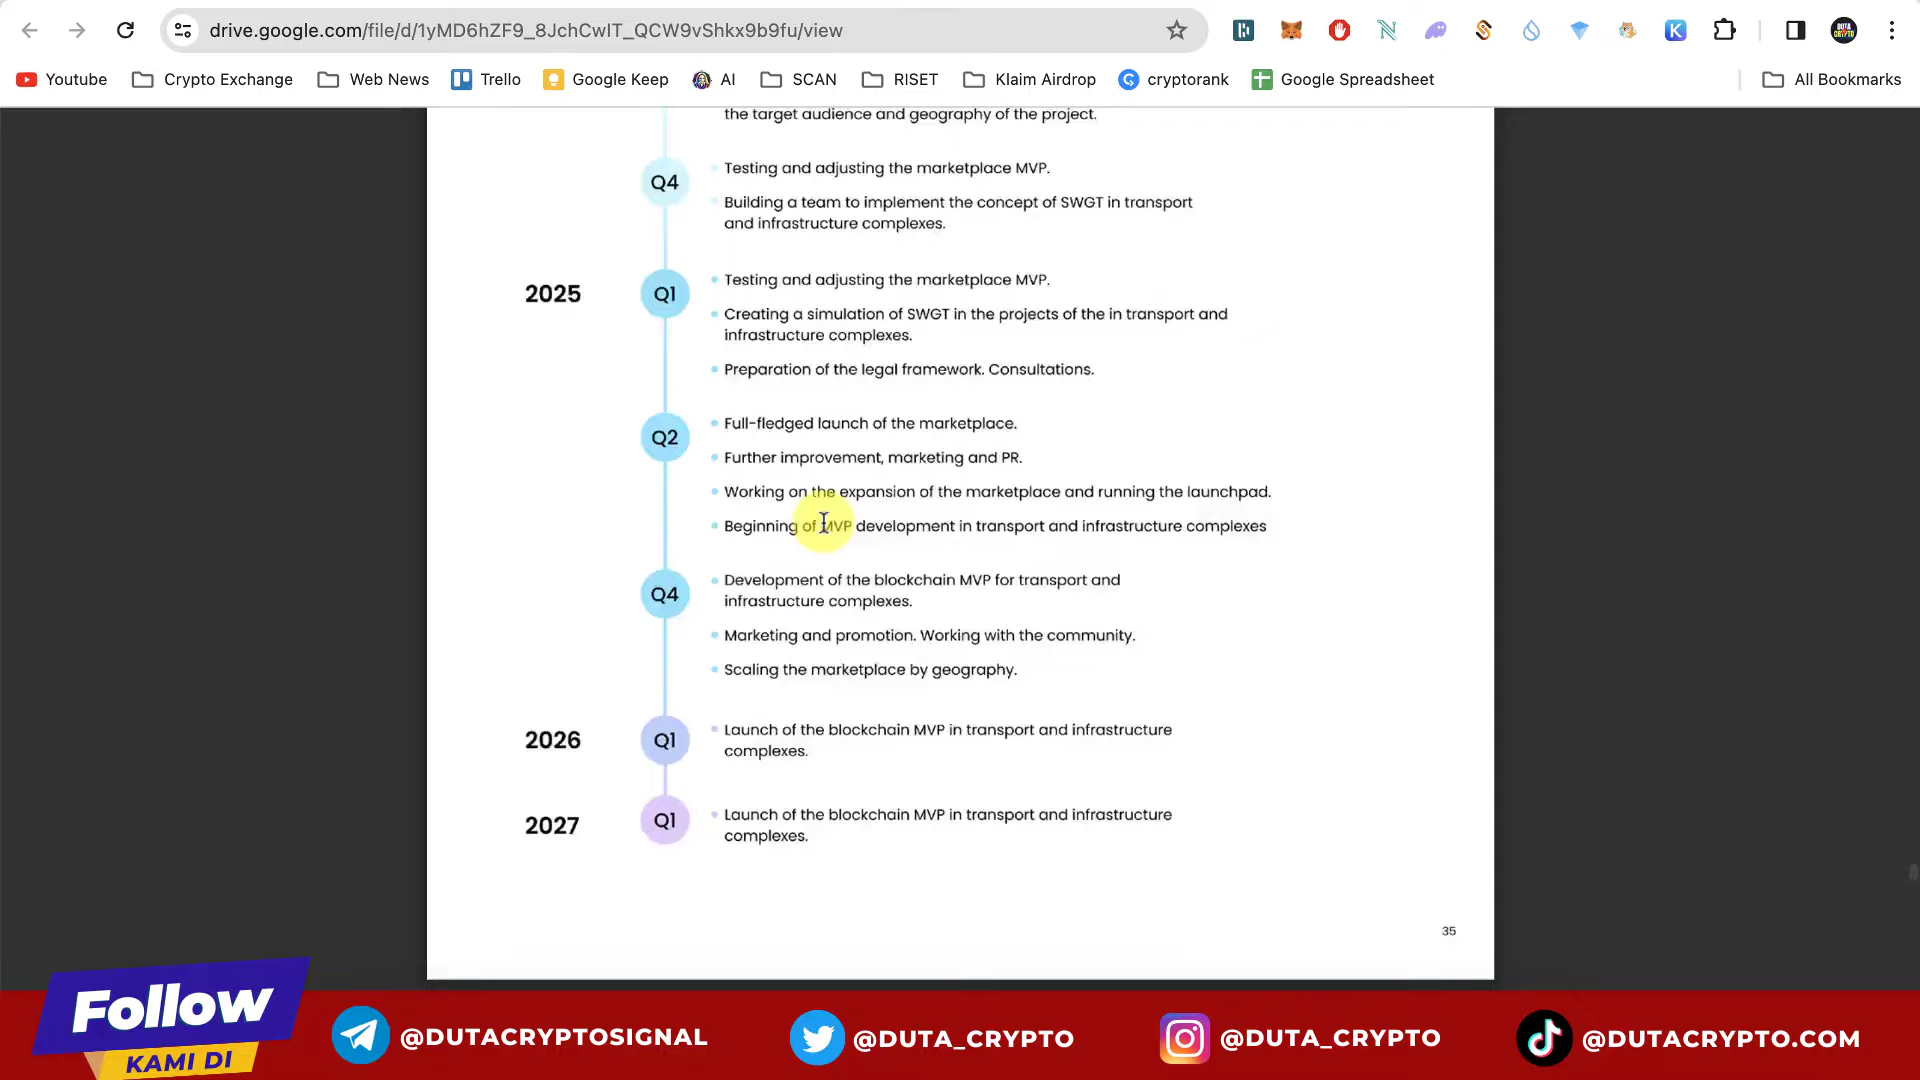 drive.google.com/file/d/1yMD6hZF9_8JchCwIT_QCW9vShkx9b9fu/view
Youtube
Crypto Exchange
Web News
Trello
Google Keep
AI
SCAN
RISET
Klaim Airdrop
cryptorank
Google Spreadsheet
All Bookmarks
the target audience and geography of the project.
Q4
Testing and adjusting the marketplace MVP.
Building a team to implement the concept of SWGT in transport
and infrastructure complexes.
2025
Q1
Testing and adjusting the marketplace MVP.
Creating a simulation of SWGT in the projects of the in transport and
infrastructure complexes.
Preparation of the legal framework. Consultations.
Q2
Full-fledged launch of the marketplace.
Further improvement, marketing and PR.
Working on the expansion of the marketplace and running the launchpad.
Beginning of MVP development in transport and infrastructure complexes
Q4
Development of the blockchain MVP for transport and
infrastructure complexes.
Marketing and promotion. Working with the community.
Scaling the marketplace by geography.
2026
Q1
Launch of the blockchain MVP in transport and infrastructure
complexes.
2027
Q1
Launch of the blockchain MVP in transport and infrastructure
complexes.
35
Follow
KAMI DI
@DUTACRYPTOSIGNAL
@DUTA_CRYPTO
@DUTA_CRYPTO
@DUTACRYPTO.COM